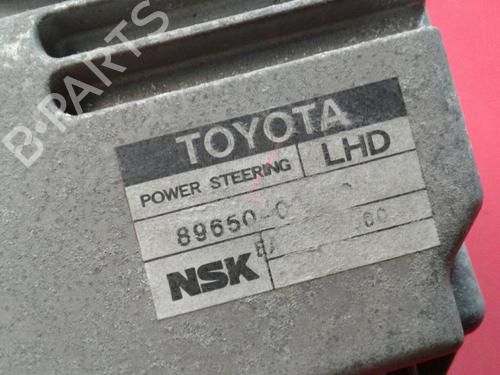 B-PARTS
TOYOTA
POWER STEERING LHD
89650-0
NSK